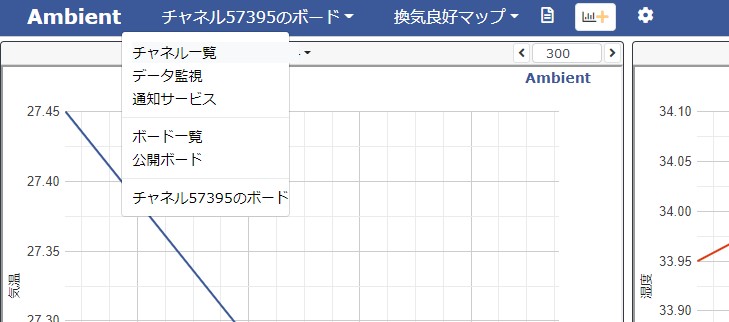 Ambient チャネル57395のボード 換気良好マップ
チャネル一覧
データ監視
通知サービス
ボード一覧
公開ボード
チャネル57395のボード
300
Ambient
27.45
27.40
27.35
27.30
気温
34.10
34.05
34.00
33.95
33.90
湿度